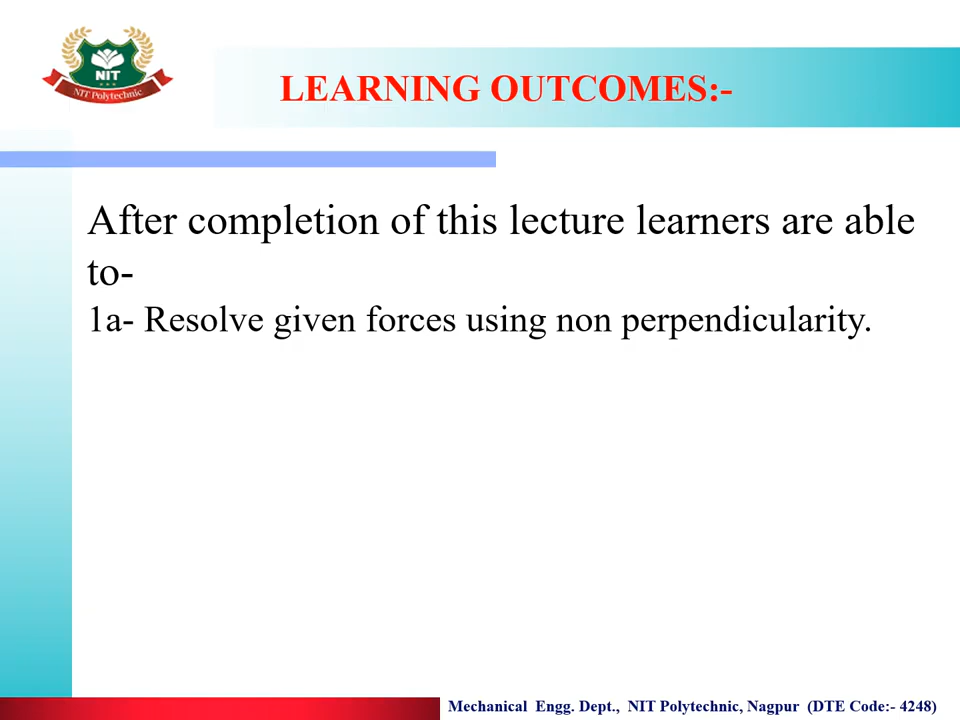 NIT
NIT Polytechnic
LEARNING OUTCOMES:-
After completion of this lecture learners are able
to-
1a- Resolve given forces using non perpendicularity.
Mechanical Engg. Dept., NIT Polytechnic, Nagpur (DTE Code:- 4248)